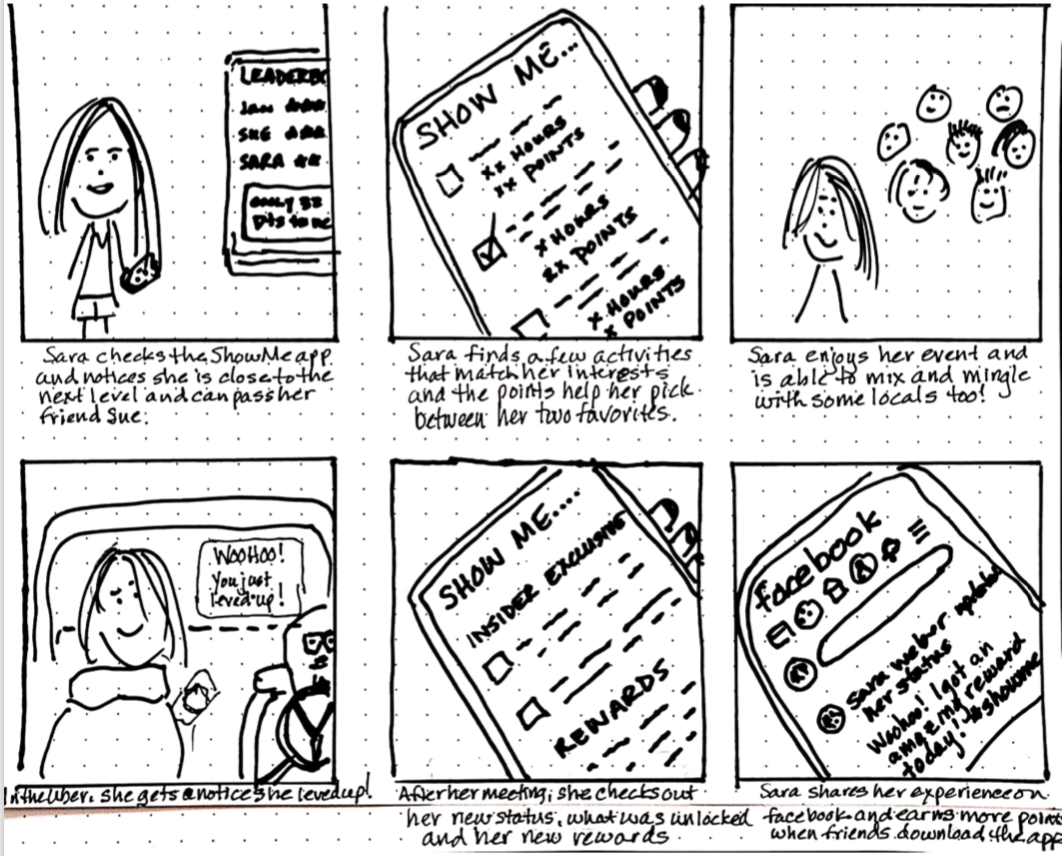 LEADERBO
Jan
SUE
SARA
only 33
Pts to ne
Sara checks the ShowMe app
and notices she is close to the
next level and can pass her
friend Sue.
SHOW ME...
XX HOURS
XX POINTS
X HOURS
XX POINTS
X HOURS
X POINTS
Sara finds a few activities
that match her interests
and the points help her pick
between her two favorites.
Sara enjoys her event and
is able to mix and mingle
with some locals too!
WooHoo!
You just
leveled up!
In the Uber, she gets a notice she leveled up!
SHOW ME....
INSIDER EXCLUSIVE
REWARDS
After her meeting, she checks out
her new status, what was unlocked
and her new rewards.
facebook
Sara Weber updated
her status
Woohoo! I got an
amazing reward
today! #showme
Sara shares her experience on
facebook and earns more points
when friends download the app